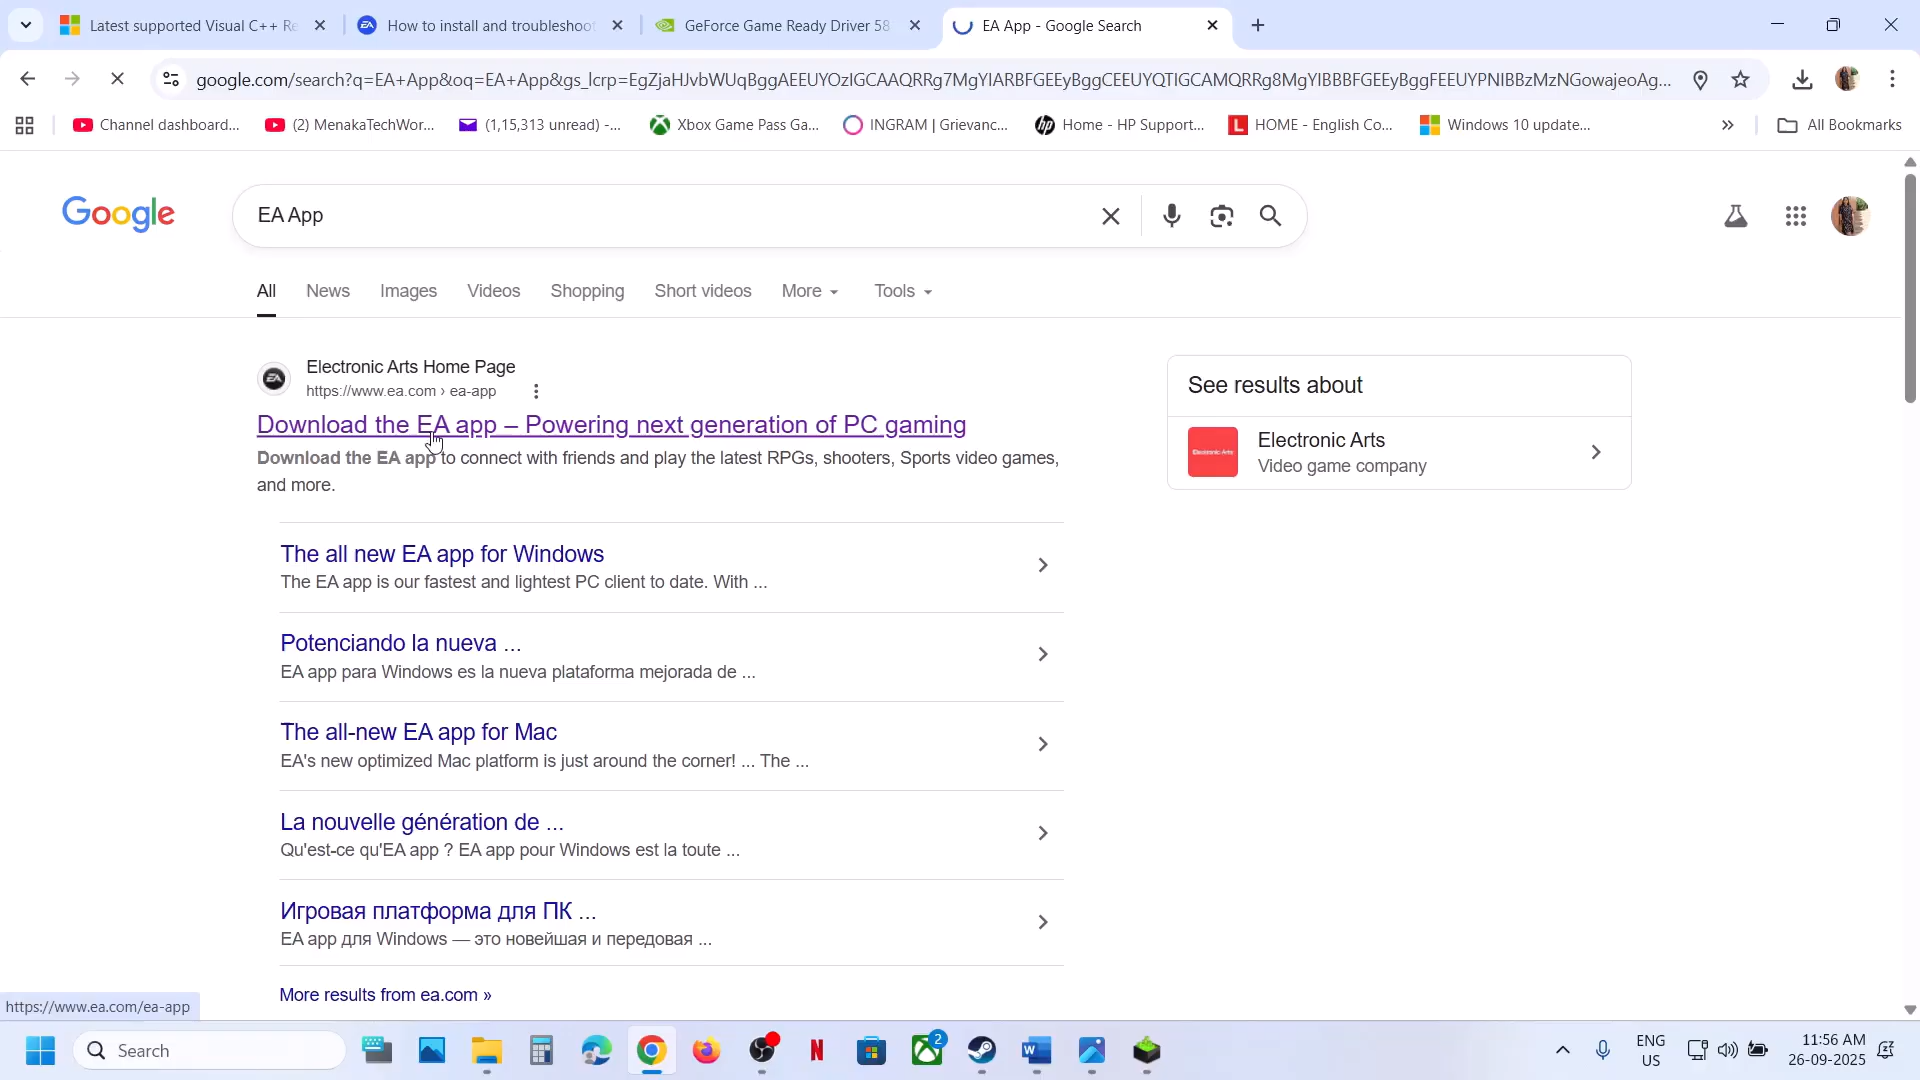 Latest supported Visual C++ Re
How to install and troubleshoot
GeForce Game Ready Driver 58
EA App - Google Search
google.com/search?q=EA+App&oq=EA+App&gs_lcrp=EgZjaHJvbWUqBggAEEUYOzIGCAAQRRg7MgYIARBFGEEyBggCEEUYQTIGCAMQRRg8MgYIBBBFGEEyBggFEEUYPNIBBzMzNGowajeoAg...
Channel dashboard...
(2) MenakaTechWor...
(1,15,313 unread) -...
Xbox Game Pass Ga...
INGRAM | Grievanc...
Home - HP Support...
HOME - English Co...
Windows 10 update...
All Bookmarks
Google
EA App
All
News
Images
Videos
Shopping
Short videos
More
Tools
Electronic Arts Home Page
https://www.ea.com › ea-app
Download the EA app – Powering next generation of PC gaming
Download the EA app to connect with friends and play the latest RPGs, shooters, Sports video games,
and more.
The all new EA app for Windows
The EA app is our fastest and lightest PC client to date. With ...
Potenciando la nueva ...
EA app para Windows es la nueva plataforma mejorada de ...
The all-new EA app for Mac
EA's new optimized Mac platform is just around the corner! ... The ...
La nouvelle génération de ...
Qu'est-ce qu'EA app ? EA app pour Windows est la toute ...
Игровая платформа для ПК ...
EA app для Windows — это новейшая и передовая ...
More results from ea.com »
See results about
Electronic Arts
Electronic Arts
Video game company
https://www.ea.com/ea-app
Search
2
ENG
US
11:56 AM
26-09-2025